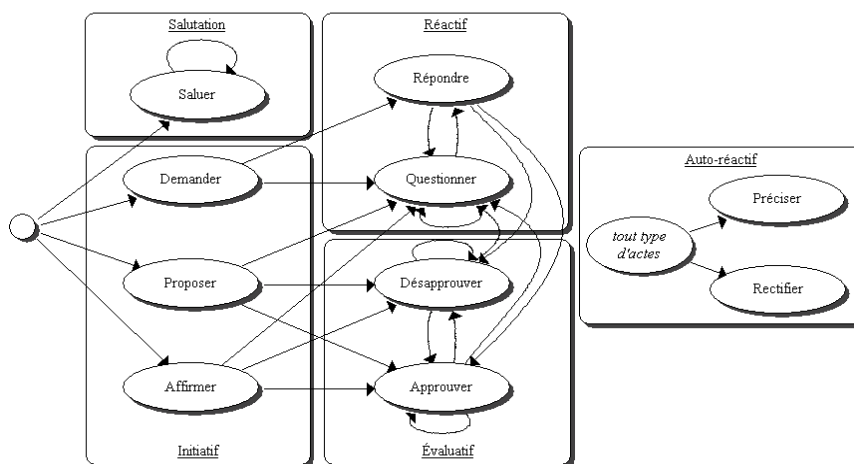 Salutation
Saluer
Réactif
Répondre
Questionner
Demander
Proposer
Affirmer
Initiatif
Désapprouver
Approuver
Évaluatif
Auto-réactif
tout type
d'actes
Préciser
Rectifier